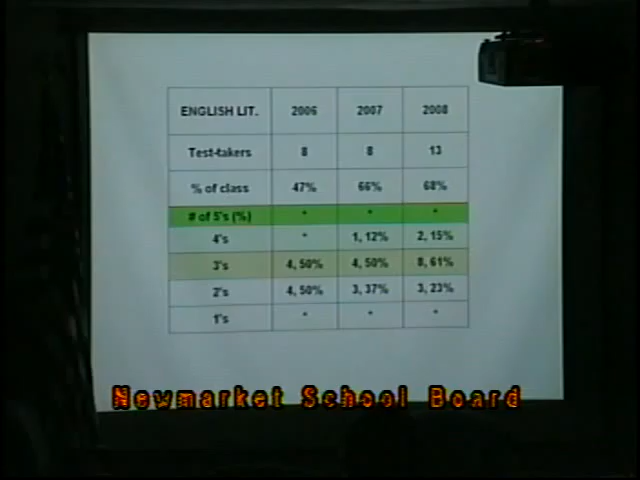 ENGLISH LIT. 2006 2007 2008
Test-takers 8 8 13
% of class 47% 66% 68%
# of 5's (%) * * *
4's * 1, 12% 2, 15%
3's 4, 50% 4, 50% 8, 61%
2's 4, 50% 3, 37% 3, 23%
1's * * *
Newmarket School Board